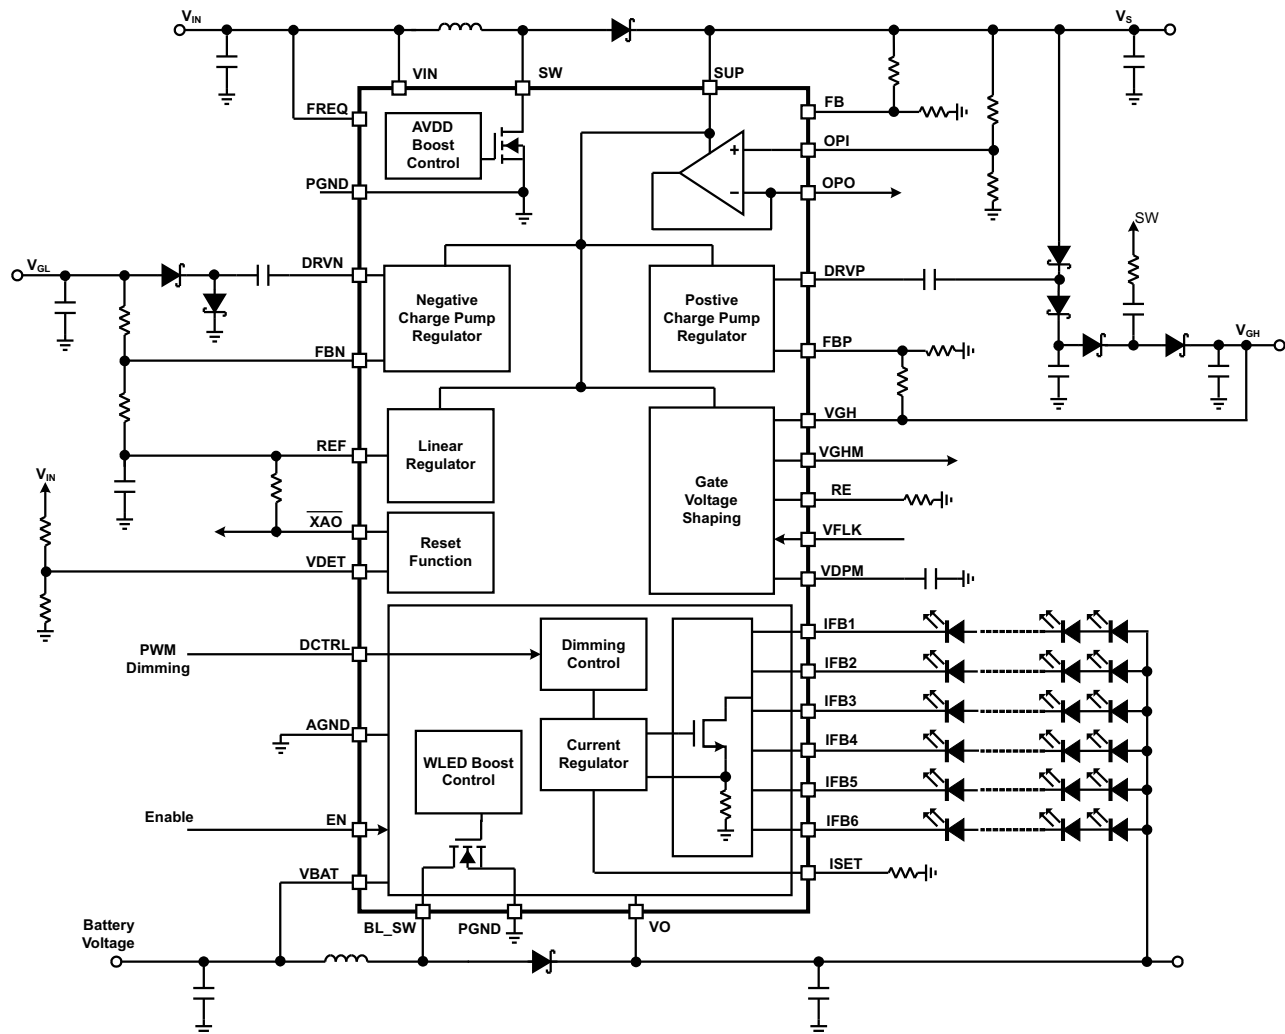 VIN
VS
VIN
SW
SUP
FREQ
FB
AVDD
Boost
Control
+
OPI
PGND
−
OPO
SW
VGL
DRVN
DRVP
Negative
Charge Pump
Regulator
Postive
Charge Pump
Regulator
VGH
FBN
FBP
VGH
REF
Linear
Regulator
VGHM
VIN
Gate
Voltage
Shaping
RE
XAO
Reset
Function
VFLK
VDET
VDPM
IFB1
PWM
Dimming
DCTRL
Dimming
Control
IFB2
IFB3
AGND
WLED Boost
Control
Current
Regulator
IFB4
IFB5
Enable
EN
IFB6
VBAT
ISET
Battery
Voltage
BL_SW
PGND
VO